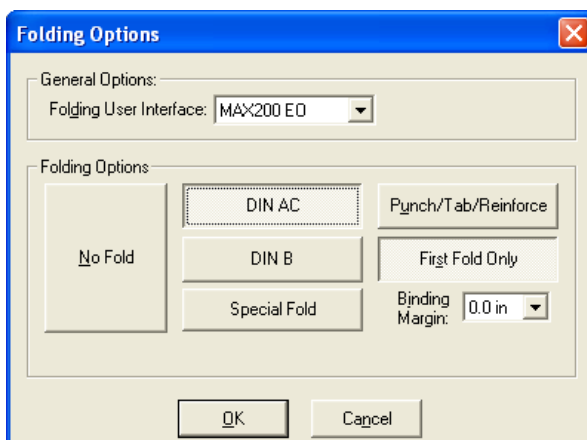 Folding Options
General Options:
Folding User Interface: MAX200 EO
Folding Options
No Fold
DIN AC
Punch/Tab/Reinforce
DIN B
First Fold Only
Special Fold
Binding
Margin: 0.0 in
OK
Cancel